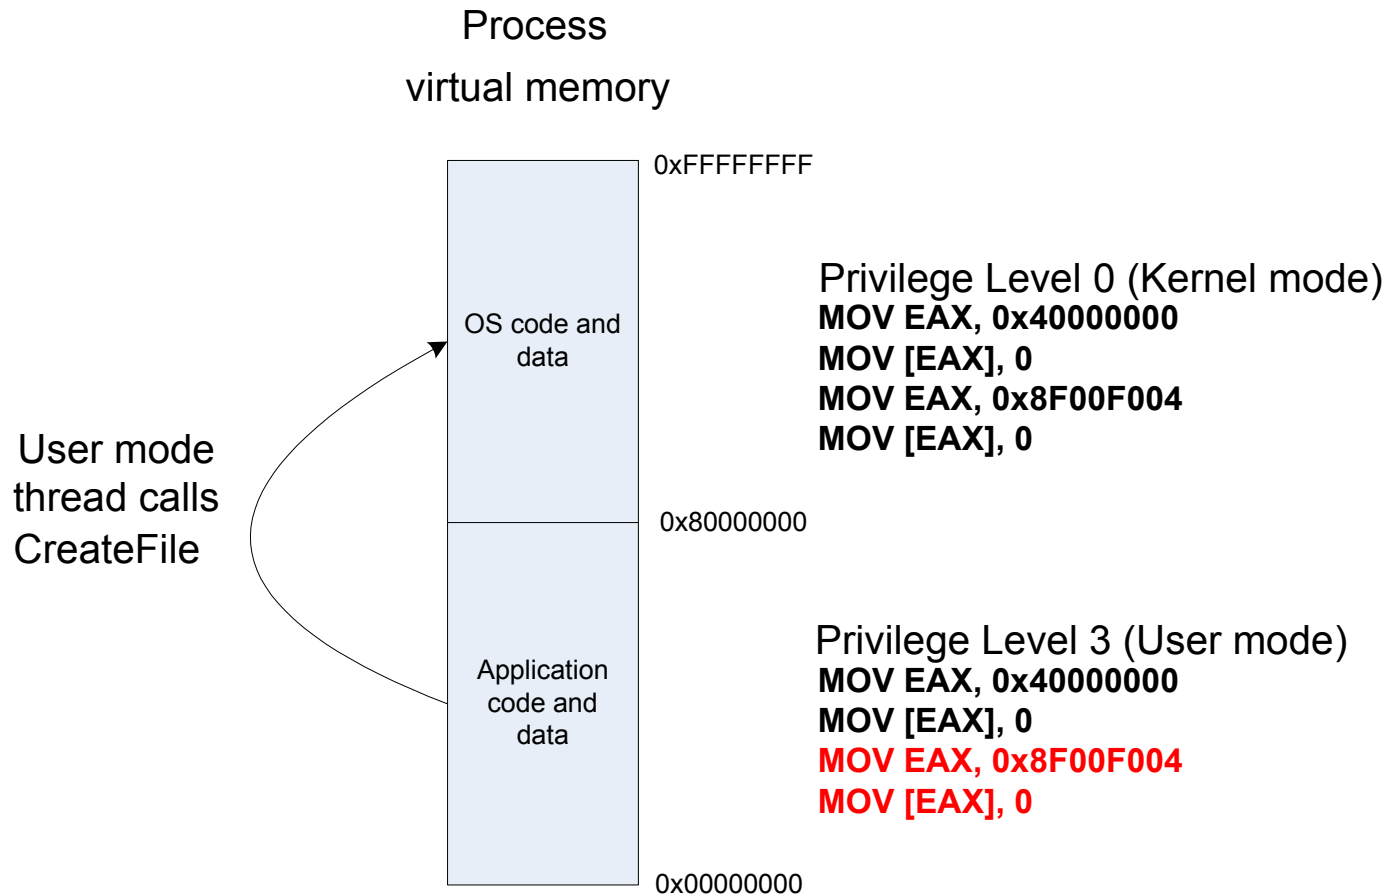 Process
virtual memory
0xFFFFFFFF
OS code and
data
Privilege Level 0 (Kernel mode)
MOV EAX, 0x40000000
MOV [EAX], 0
MOV EAX, 0x8F00F004
MOV [EAX], 0
User mode
thread calls
CreateFile
0x80000000
Application
code and
data
Privilege Level 3 (User mode)
MOV EAX, 0x40000000
MOV [EAX], 0
MOV EAX, 0x8F00F004
MOV [EAX], 0
0x00000000